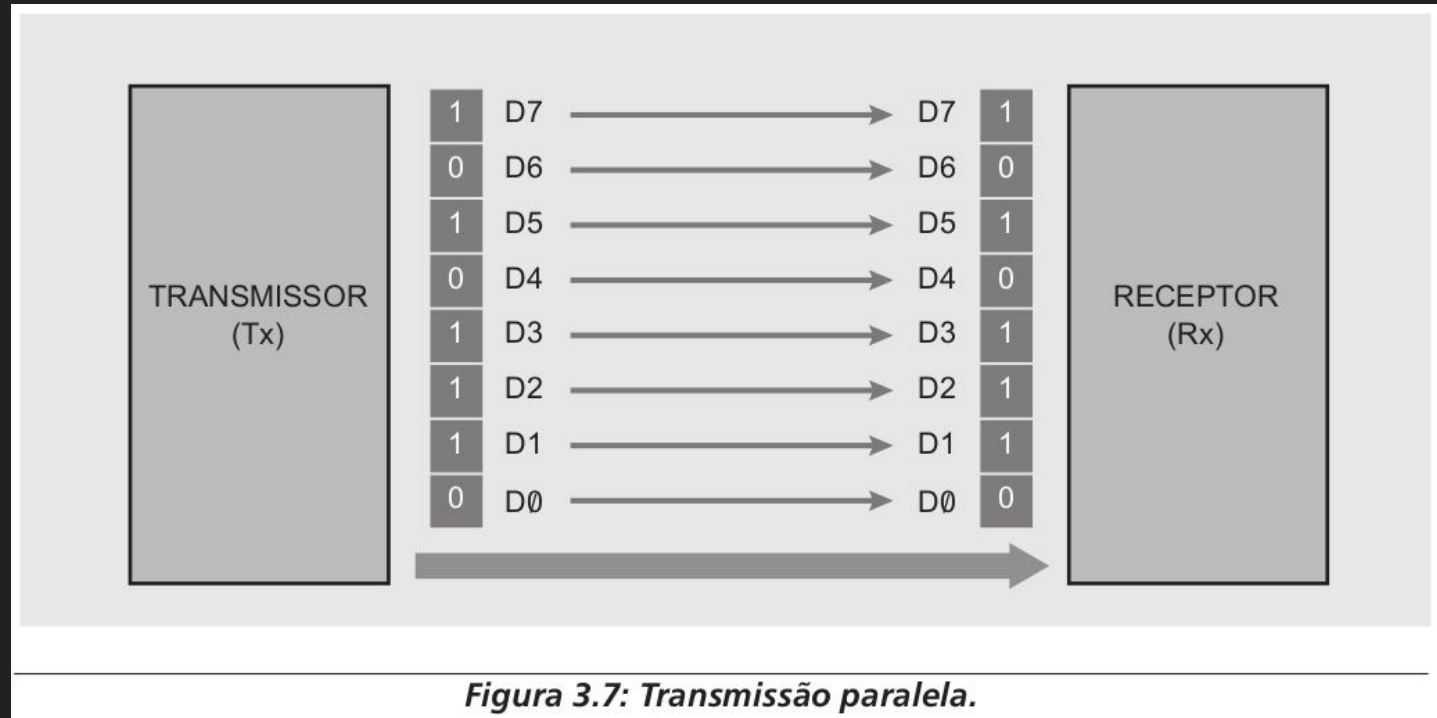 1 D7 D7 1
0 D6 D6 0
1 D5 D5 1
0 D4 D4 0
TRANSMISSOR
(Tx)
RECEPTOR
(Rx)
1 D3 D3 1
1 D2 D2 1
1 D1 D1 1
0 D0 D0 0
Figura 3.7: Transmissão paralela.